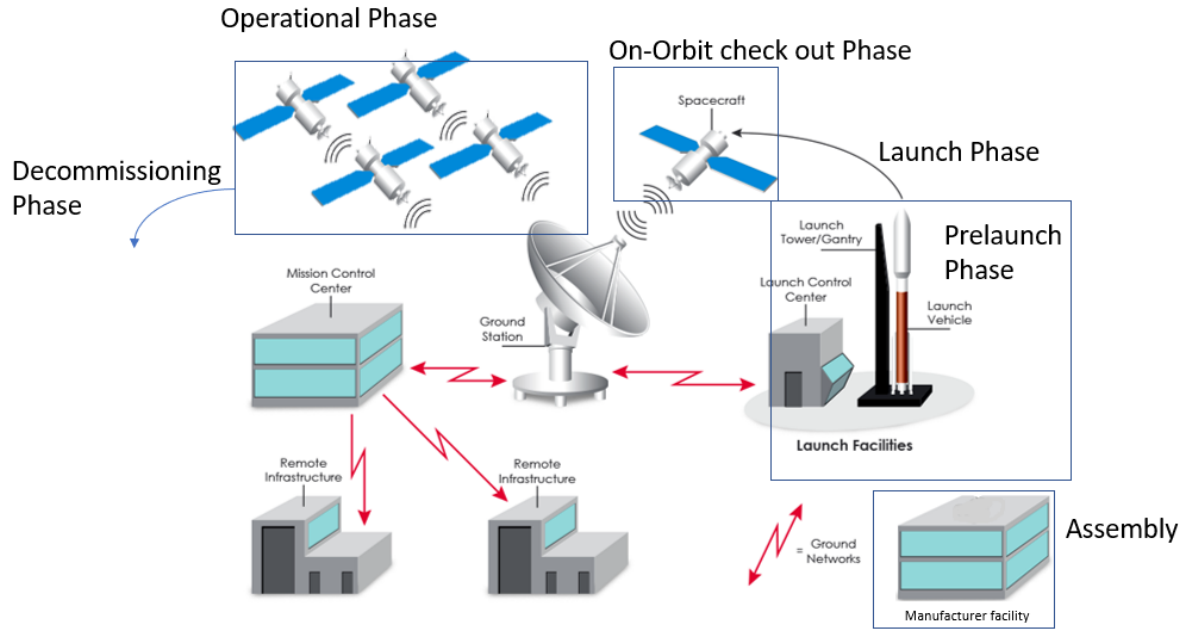 Operational Phase
On-Orbit check out Phase
Spacecraft
Launch Phase
Decommissioning
Phase
Launch
Tower/Gantry
Prelaunch
Phase
Mission Control
Center
Launch Control
Center
Ground
Station
Launch
Vehicle
Launch Facilities
Remote
Infrastructure
Remote
Infrastructure
= Ground
Networks
Assembly
Manufacturer facility